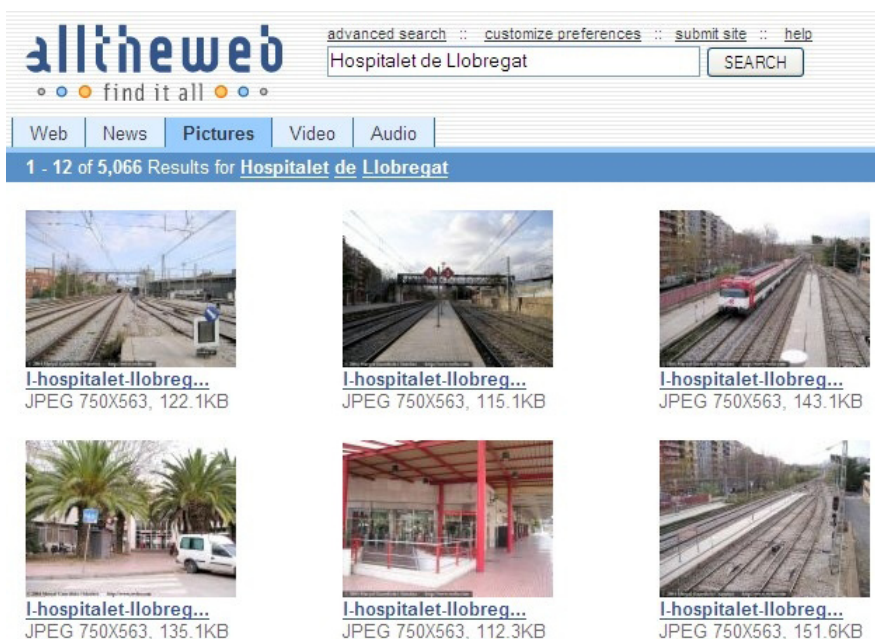 alltheweb
find it all
advanced search :: customize preferences :: submit site :: help
Hospitalet de Llobregat
SEARCH
Web News Pictures Video Audio
1 - 12 of 5,066 Results for Hospitalet de Llobregat
l-hospitalet-llobreg... l-hospitalet-llobreg... l-hospitalet-llobreg...
JPEG 750X563, 122.1KB JPEG 750X563, 115.1KB JPEG 750X563, 143.1KB
l-hospitalet-llobreg... l-hospitalet-llobreg... l-hospitalet-llobreg...
JPEG 750X563, 135.1KB JPEG 750X563, 112.3KB JPEG 750X563, 151.6KB